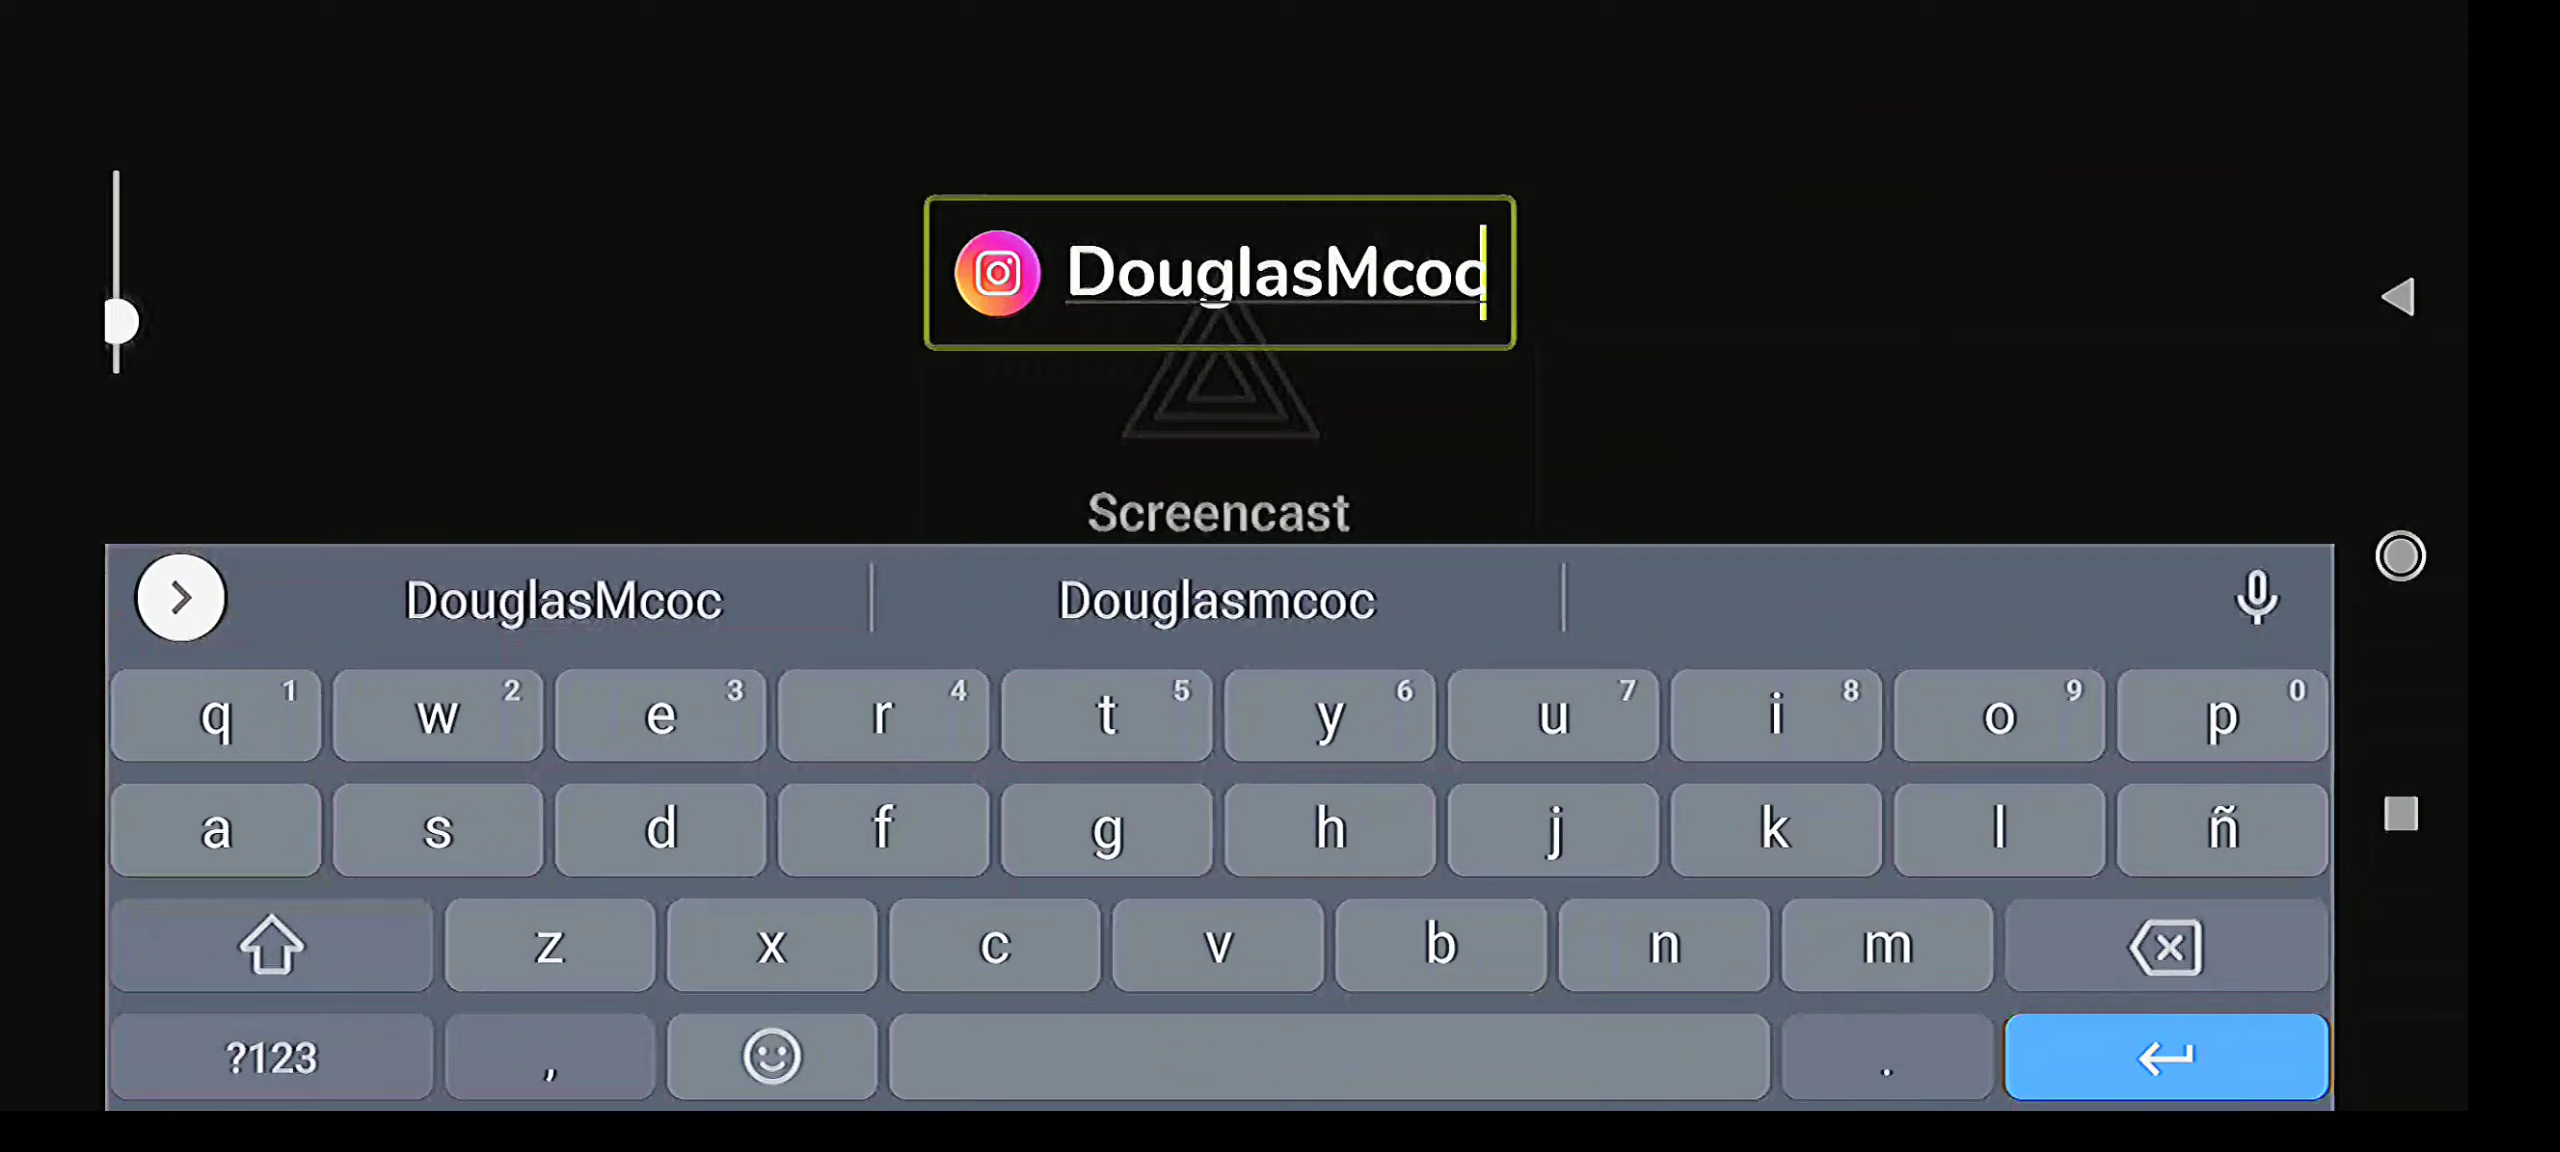 DouglasMcoc
Screencast
DouglasMcoc Douglasmcoc
q 1 w 2 e 3 r 4 t 5 y 6 u 7 i 8 o 9 p 0
a s d f g h j k l ñ
z x c v b n m
?123 , .